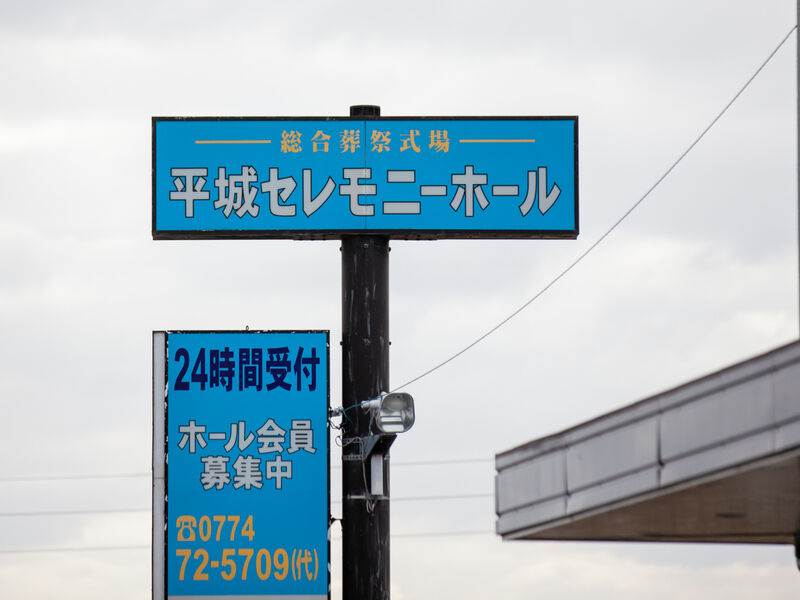 総合葬祭式場
平城セレモニーホール
24時間受付
ホール会員
募集中
☎0774
72-5709(代)